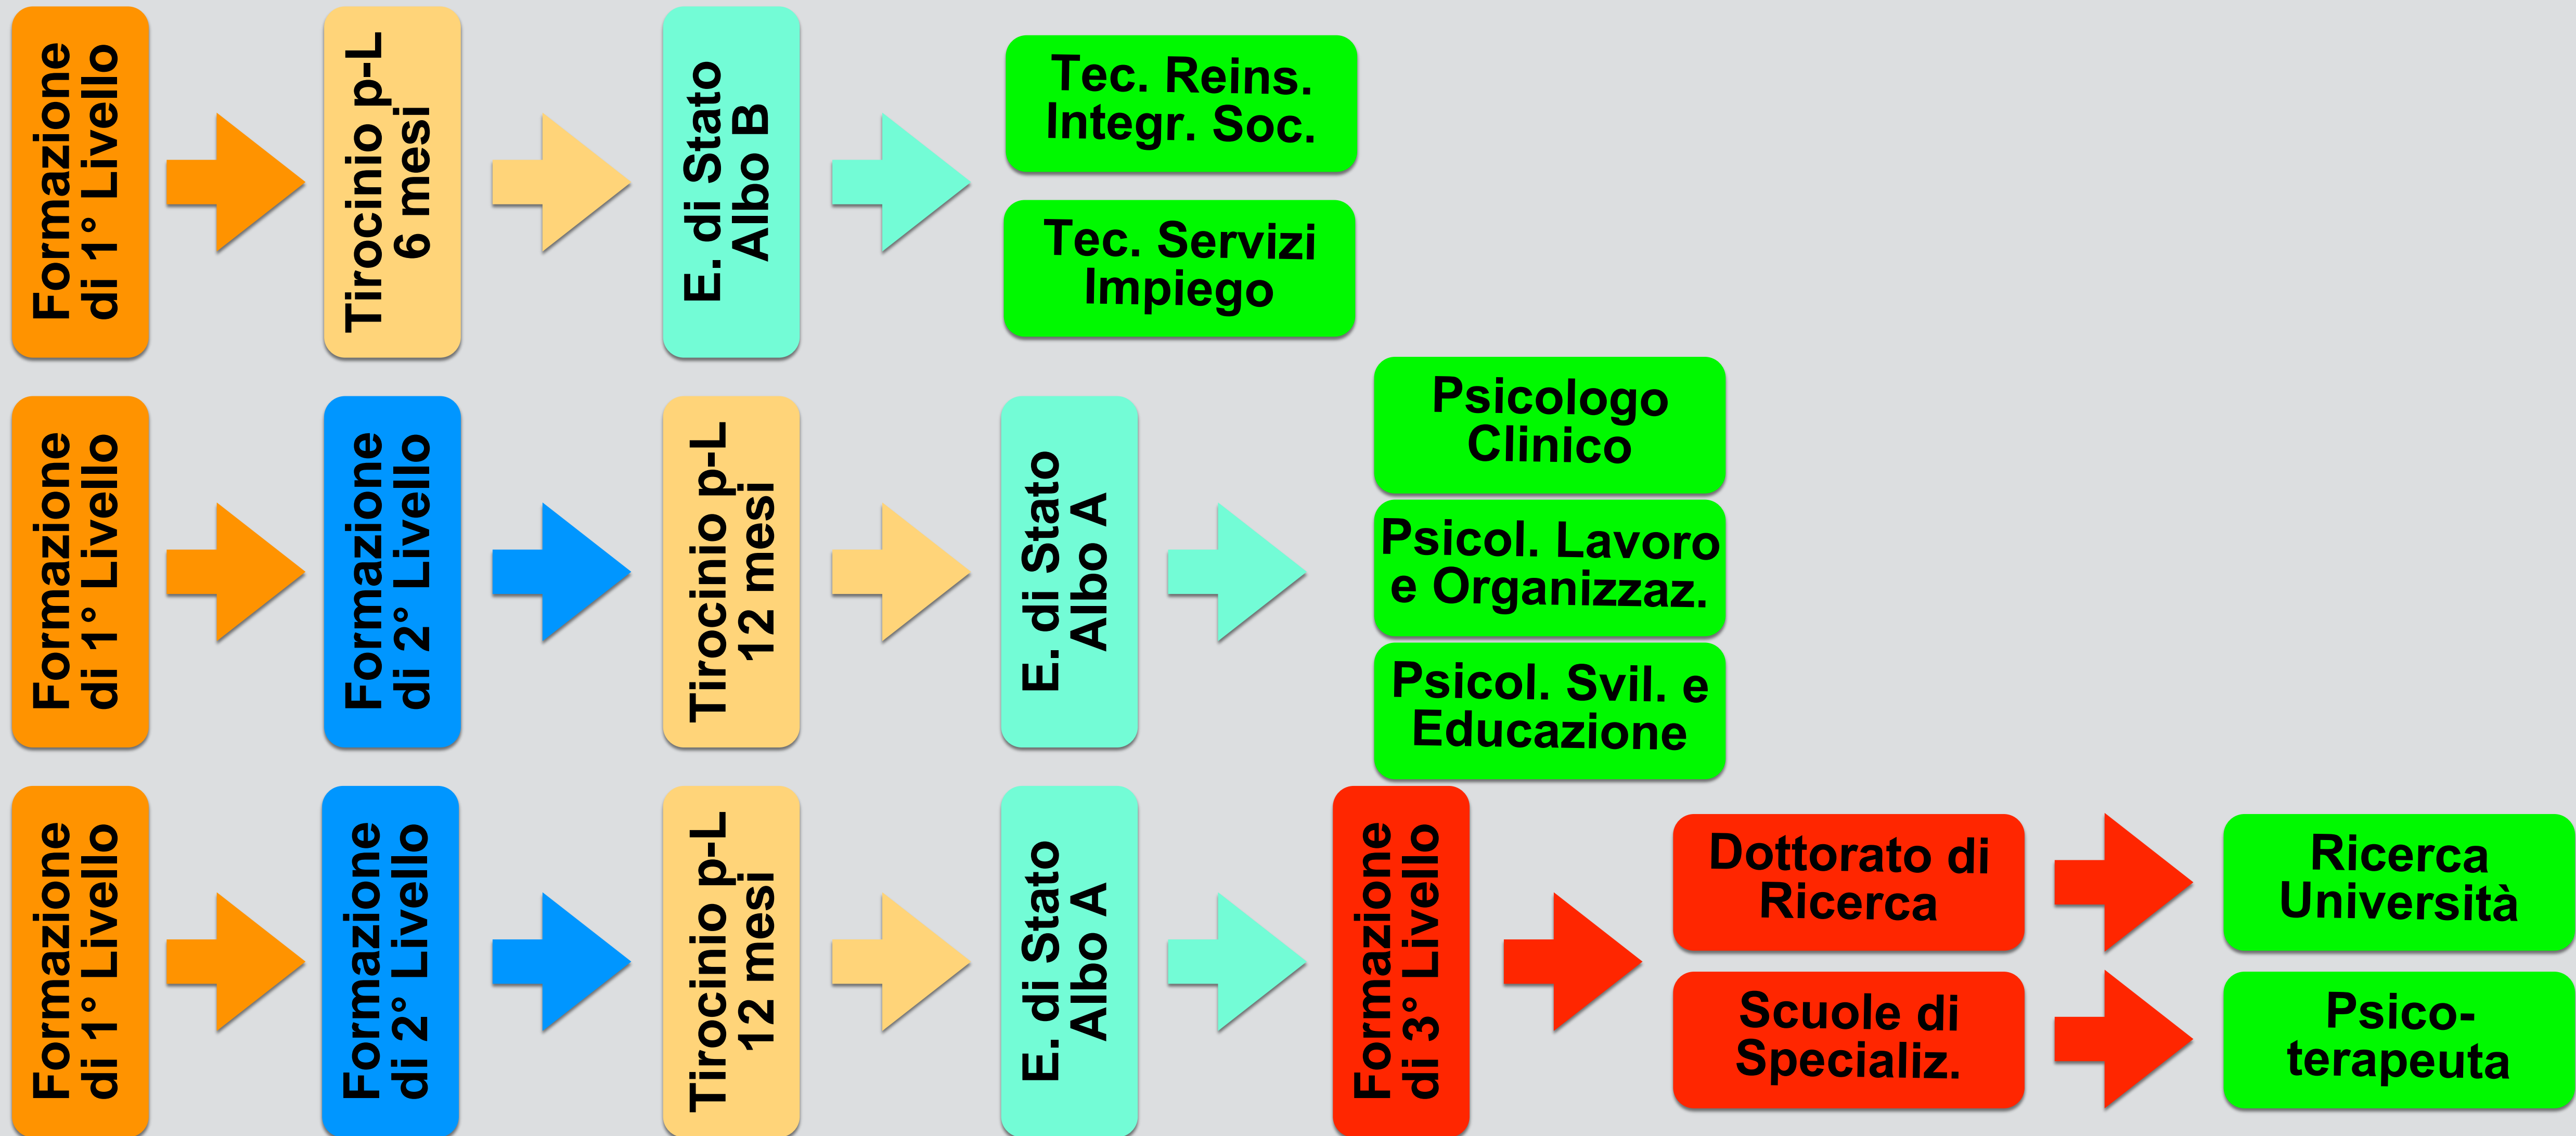 Formazione
di 1° Livello
Tirocinio p-L
6 mesi
E. di Stato
Albo B
Tec. Reins.
Integr. Soc.
Tec. Servizi
Impiego
Formazione
di 1° Livello
Formazione
di 2° Livello
Tirocinio p-L
12 mesi
E. di Stato
Albo A
Psicologo
Clinico
Psicol. Lavoro
e Organizzaz.
Psicol. Svil. e
Educazione
Formazione
di 1° Livello
Formazione
di 2° Livello
Tirocinio p-L
12 mesi
E. di Stato
Albo A
Formazione
di 3° Livello
Dottorato di
Ricerca
Ricerca
Università
Scuole di
Specializ.
Psico-
terapeuta